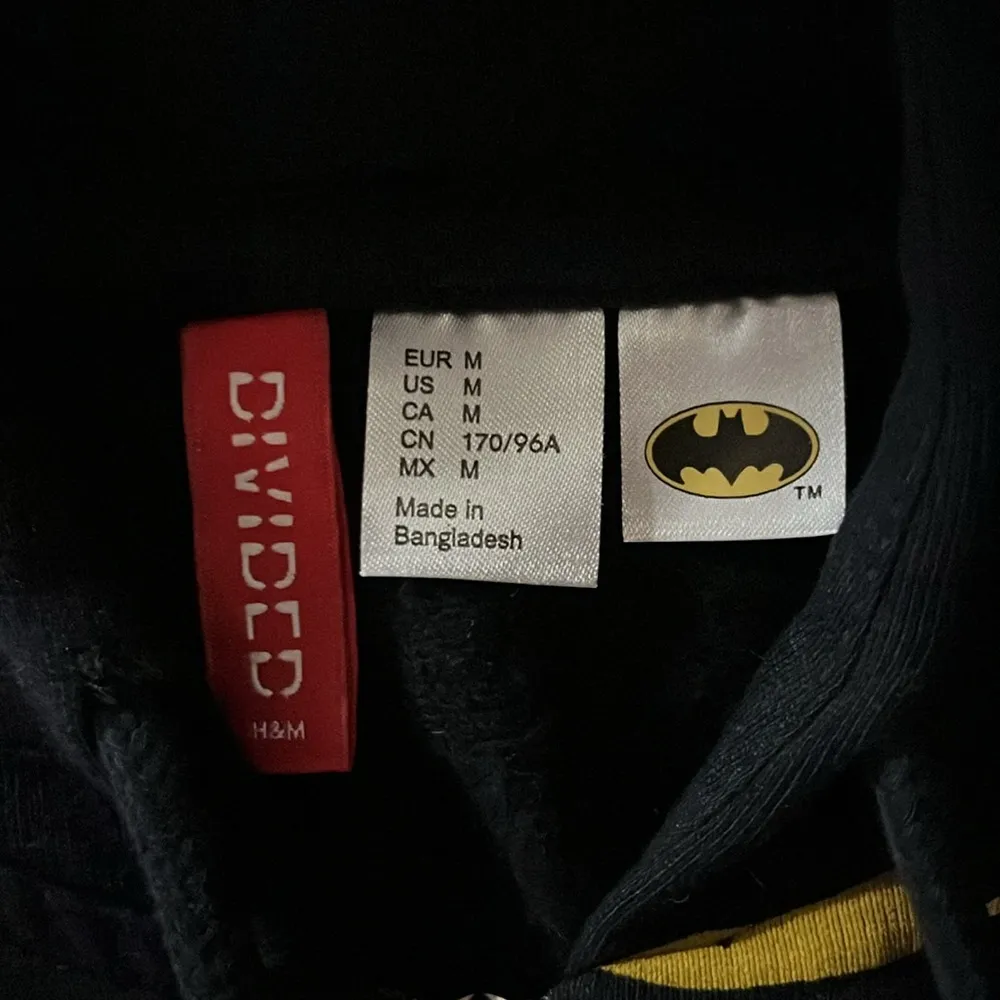 DIVIDED
H&M
EUR M
US M
CA M
CN 170/96A
MX M
Made in
Bangladesh
TM